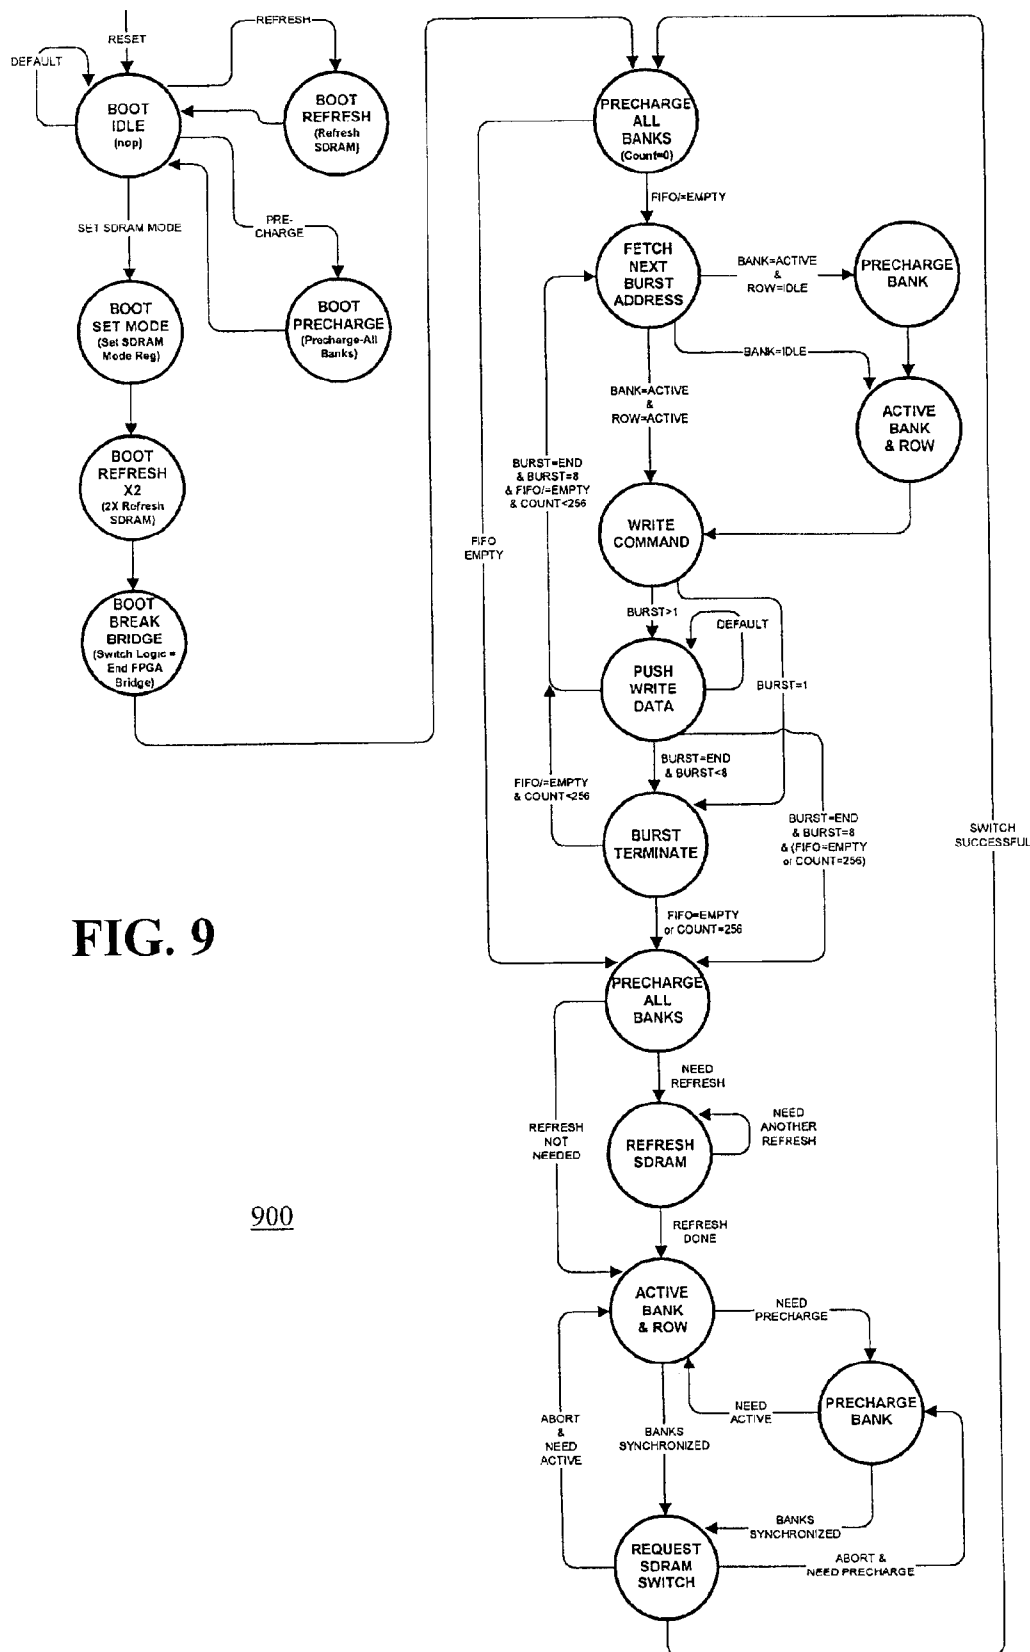 RESET
REFRESH
DEFAULT
BOOT
IDLE
(nop)
BOOT
REFRESH
(Refresh
SDRAM)
SET SDRAM MODE
PRE-
CHARGE
BOOT
SET MODE
(Set SDRAM
Mode Reg)
BOOT
PRECHARGE
(Precharge-All
Banks)
BOOT
REFRESH
X2
(2X Refresh
SDRAM)
BOOT
BREAK
BRIDGE
(Switch Logic =
End FPGA
Bridge)
PRECHARGE
ALL
BANKS
(Count=0)
FIFO/=EMPTY
FETCH
NEXT
BURST
ADDRESS
BANK=ACTIVE
&
ROW=IDLE
PRECHARGE
BANK
BANK=IDLE
BANK=ACTIVE
&
ROW=ACTIVE
ACTIVE
BANK
& ROW
BURST=END
& BURST=8
& FIFO/=EMPTY
& COUNT<256
FIFO
EMPTY
WRITE
COMMAND
BURST>1
DEFAULT
PUSH
WRITE
DATA
BURST=1
BURST=END
& BURST<8
FIFO/=EMPTY
& COUNT<256
BURST
TERMINATE
BURST=END
& BURST=8
& (FIFO=EMPTY
or COUNT=256)
SWITCH
SUCCESSFUL
FIFO=EMPTY
or COUNT=256
FIG. 9
PRECHARGE
ALL
BANKS
NEED
REFRESH
REFRESH
NOT
NEEDED
REFRESH
SDRAM
NEED
ANOTHER
REFRESH
900
REFRESH
DONE
ACTIVE
BANK
& ROW
NEED
PRECHARGE
PRECHARGE
BANK
NEED
ACTIVE
ABORT
&
NEED
ACTIVE
BANKS
SYNCHRONIZED
BANKS
SYNCHRONIZED
REQUEST
SDRAM
SWITCH
ABORT &
NEED PRECHARGE